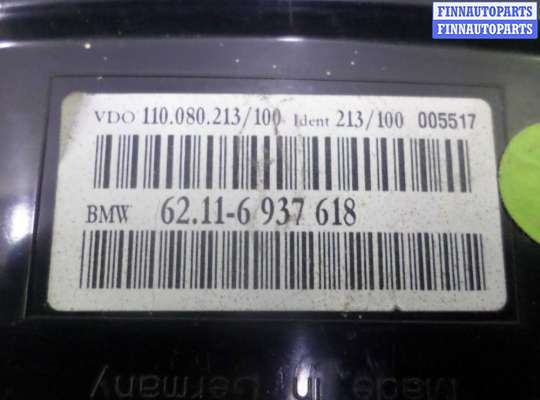 FINNAUTOPARTS
FINNAUTOPARTS
VDO 110.080.213/100 Ident 213/100 005517
BMW 62.11-6 937 618
Made in Germany